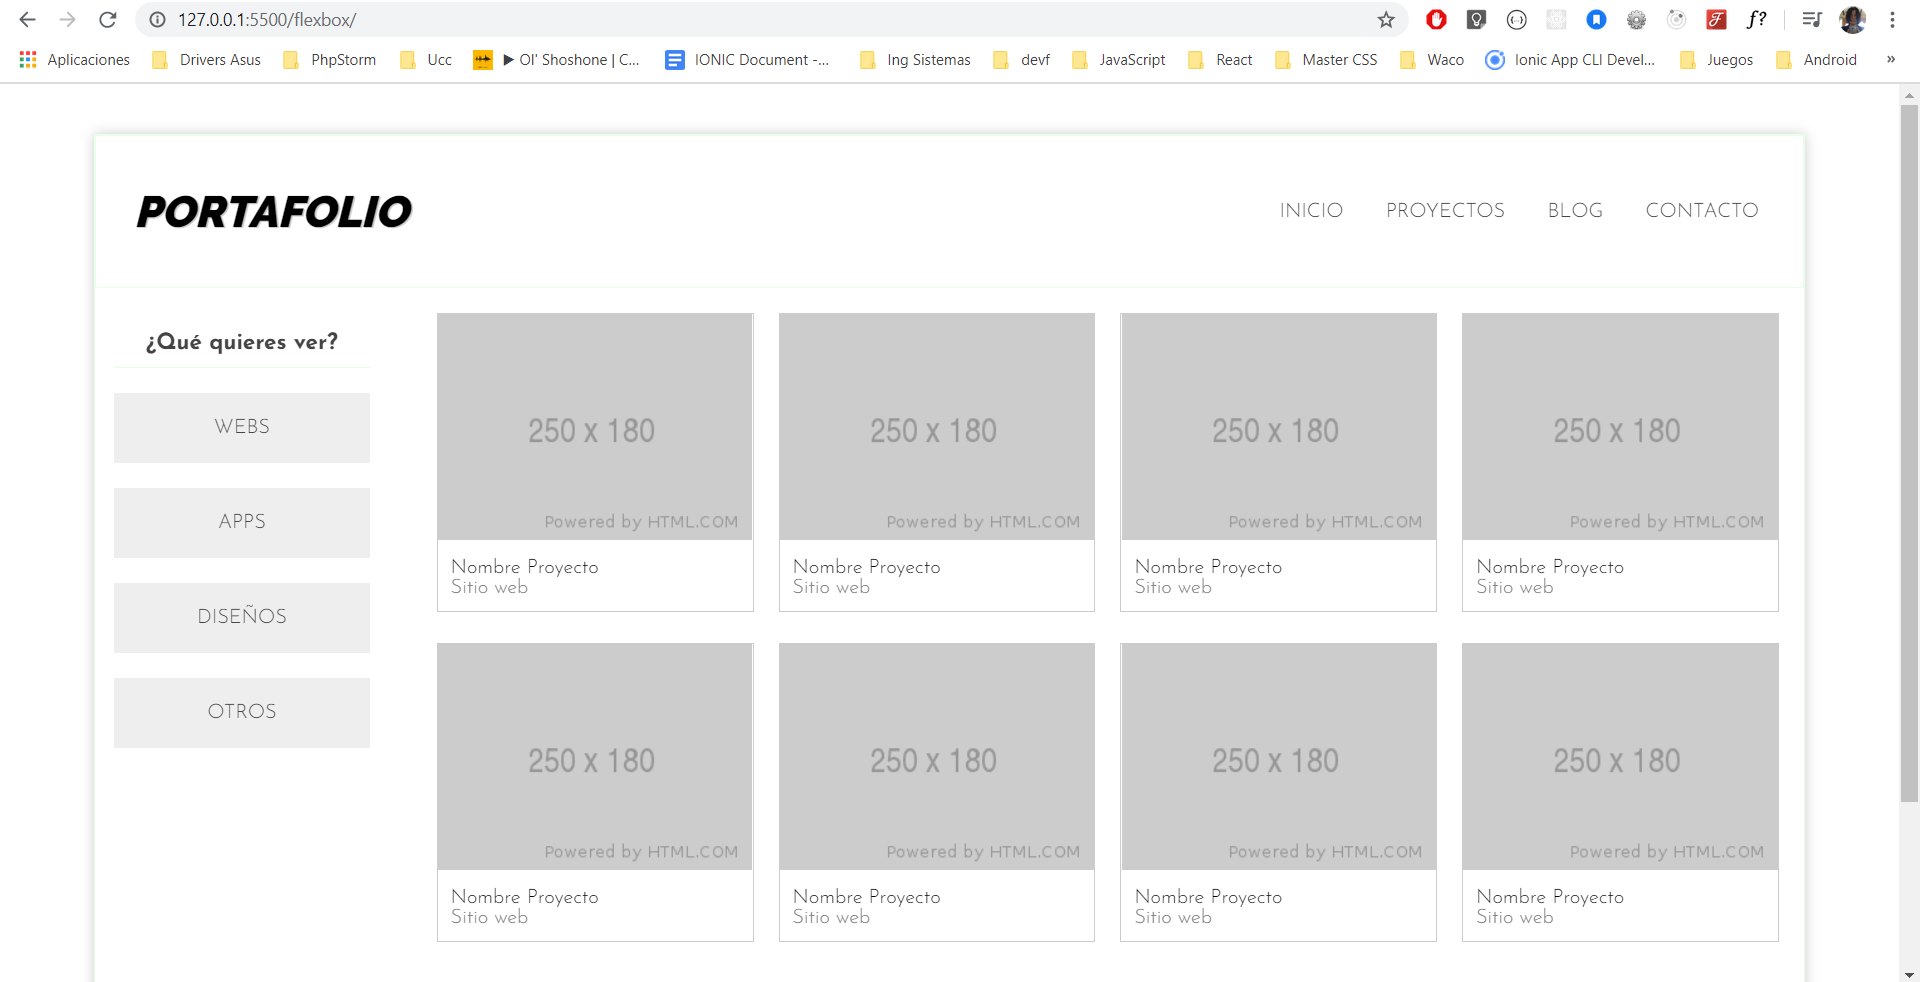 127.0.0.1:5500/flexbox/
Aplicaciones Drivers Asus PhpStorm Ucc ▶ Ol' Shoshone | C... IONIC Document -... Ing Sistemas devf JavaScript React Master CSS Waco Ionic App CLI Devel... Juegos Android »
PORTAFOLIO
INICIO PROYECTOS BLOG CONTACTO
¿Qué quieres ver?
WEBS
APPS
DISEÑOS
OTROS
250 x 180 250 x 180 250 x 180 250 x 180
Powered by HTML.COM Powered by HTML.COM Powered by HTML.COM Powered by HTML.COM
Nombre Proyecto Nombre Proyecto Nombre Proyecto Nombre Proyecto
Sitio web Sitio web Sitio web Sitio web
250 x 180 250 x 180 250 x 180 250 x 180
Powered by HTML.COM Powered by HTML.COM Powered by HTML.COM Powered by HTML.COM
Nombre Proyecto Nombre Proyecto Nombre Proyecto Nombre Proyecto
Sitio web Sitio web Sitio web Sitio web